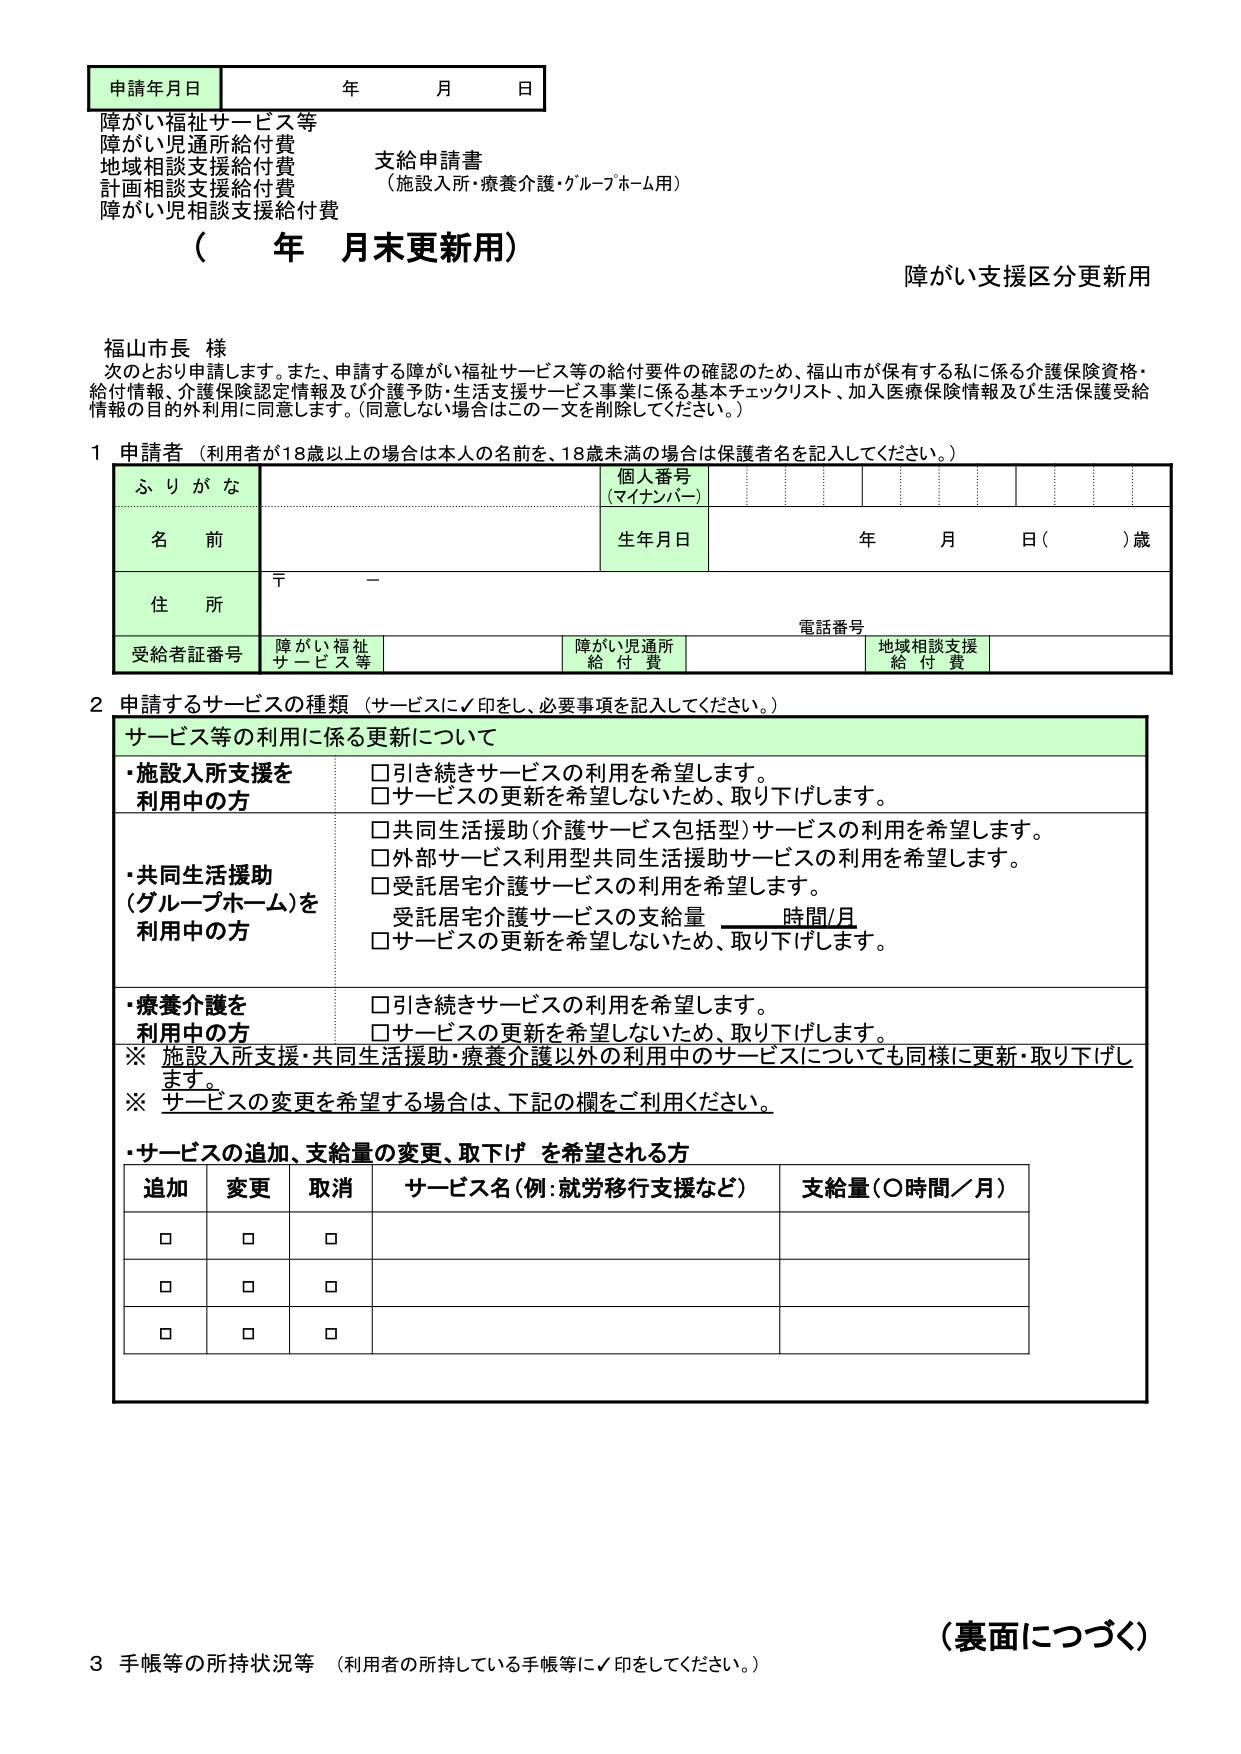 申請年月日　年　月　日
障がい福祉サービス等
障がい児通所給付費
地域相談支援給付費　支給申請書
計画相談支援給付費　（施設入所・療養介護・ｸﾞﾙｰﾌﾟﾎｰﾑ用）
障がい児相談支援給付費
（　年　月末更新用）
障がい支援区分更新用
福山市長　様
次のとおり申請します。また、申請する障がい福祉サービス等の給付要件の確認のため、福山市が保有する私に係る介護保険資格・
給付情報、介護保険認定情報及び介護予防・生活支援サービス事業に係る基本チェックリスト、加入医療保険情報及び生活保護受給
情報の目的外利用に同意します。（同意しない場合はこの一文を削除してください。）
1　申請者　（利用者が18歳以上の場合は本人の名前を、18歳未満の場合は保護者名を記入してください。）
ふりがな　個人番号
（マイナンバー）
名　前　生年月日　年　月　日（　）歳
〒　－
住　所
電話番号
受給者証番号　障がい福祉　障がい児通所　地域相談支援
サービス等　給付費　給付費
2　申請するサービスの種類　（サービスに✓印をし、必要事項を記入してください。）
サービス等の利用に係る更新について
・施設入所支援を　□引き続きサービスの利用を希望します。
利用中の方　□サービスの更新を希望しないため、取り下げします。
□共同生活援助（介護サービス包括型）サービスの利用を希望します。
□外部サービス利用型共同生活援助サービスの利用を希望します。
・共同生活援助　□受託居宅介護サービスの利用を希望します。
（グループホーム）を　受託居宅介護サービスの支給量　時間/月
利用中の方　□サービスの更新を希望しないため、取り下げします。
・療養介護を　□引き続きサービスの利用を希望します。
利用中の方　□サービスの更新を希望しないため、取り下げします。
※　施設入所支援・共同生活援助・療養介護以外の利用中のサービスについても同様に更新・取り下げし
ます。
※　サービスの変更を希望する場合は、下記の欄をご利用ください。
・サービスの追加、支給量の変更、取下げ　を希望される方
追加　変更　取消　サービス名（例：就労移行支援など）　支給量（〇時間／月）
□　□　□
□　□　□
□　□　□
（裏面につづく）
3　手帳等の所持状況等　（利用者の所持している手帳等に✓印をしてください。）